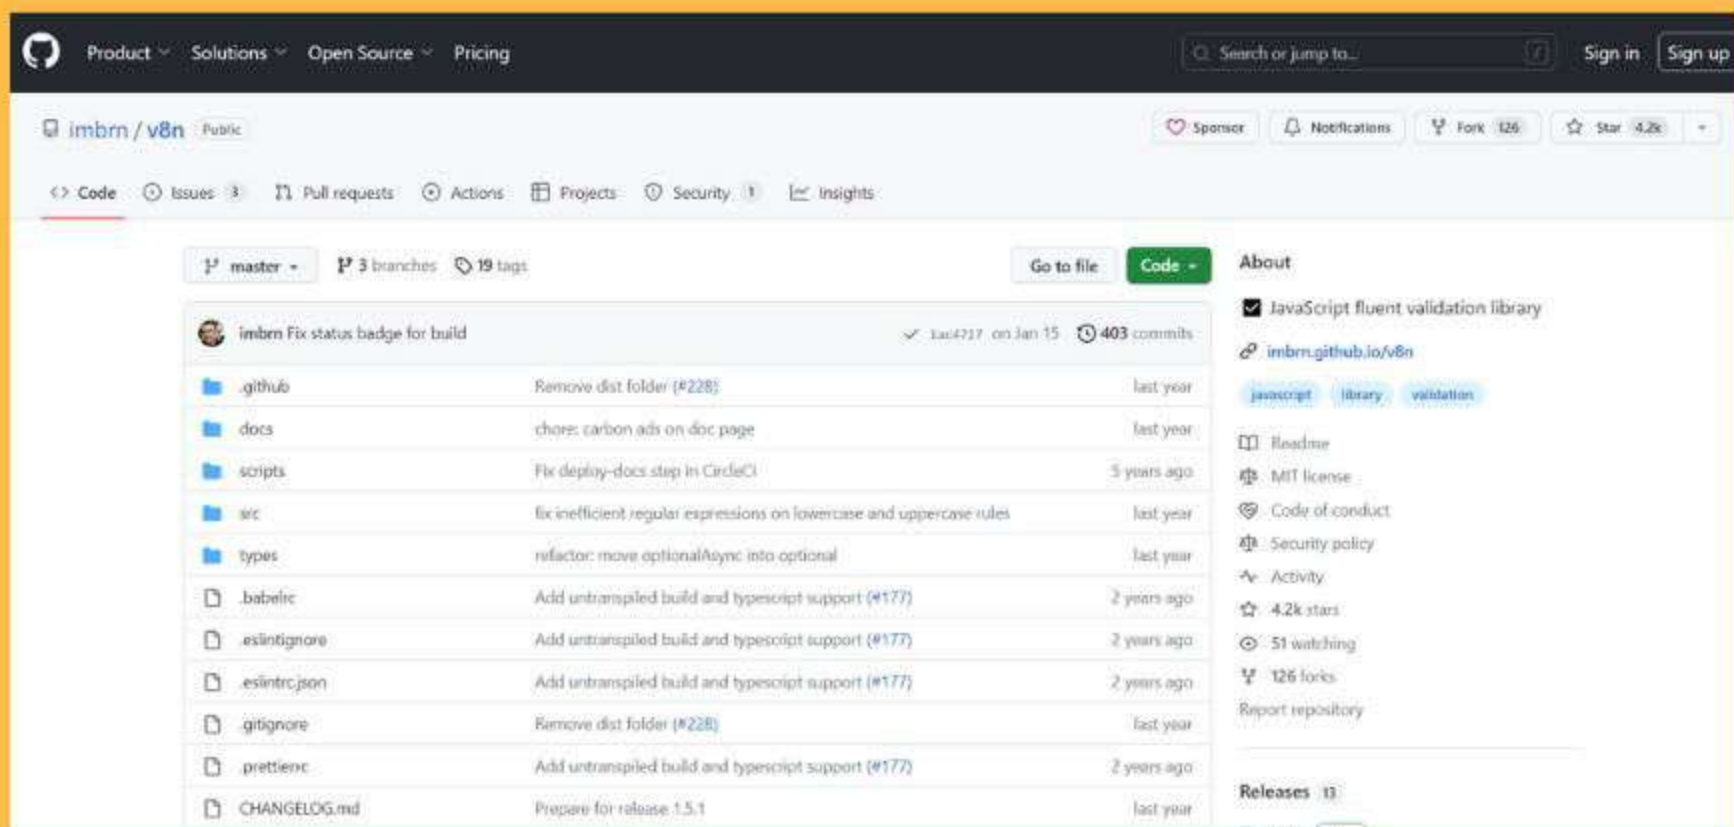 Product Solutions Open Source Pricing Search or jump to... / Sign in Sign up
imbrn / v8n Public Sponsor Notifications Fork 126 Star 4.2k
<> Code Issues 3 Pull requests Actions Projects Security 1 Insights
master 3 branches 19 tags Go to file Code
imbrn Fix status badge for build on Jan 15 403 commits
.github Remove dist folder (#228) last year
docs chore: carbon ads on doc page last year
scripts Fix deploy-docs step in CircleCI 5 years ago
src fix inefficient regular expressions on lowercase and uppercase rules last year
types refactor: move optionalAsync into optional last year
.babelrc Add untranspiled build and typescript support (#177) 2 years ago
.eslintignore Add untranspiled build and typescript support (#177) 2 years ago
.eslintrc.json Add untranspiled build and typescript support (#177) 2 years ago
.gitignore Remove dist folder (#228) last year
.prettierrc Add untranspiled build and typescript support (#177) 2 years ago
CHANGELOG.md Prepare for release 1.5.1 last year
About
JavaScript fluent validation library
imbrn.github.io/v8n
javascript library validation
Readme
MIT license
Code of conduct
Security policy
Activity
4.2k stars
51 watching
126 forks
Report repository
Releases 13